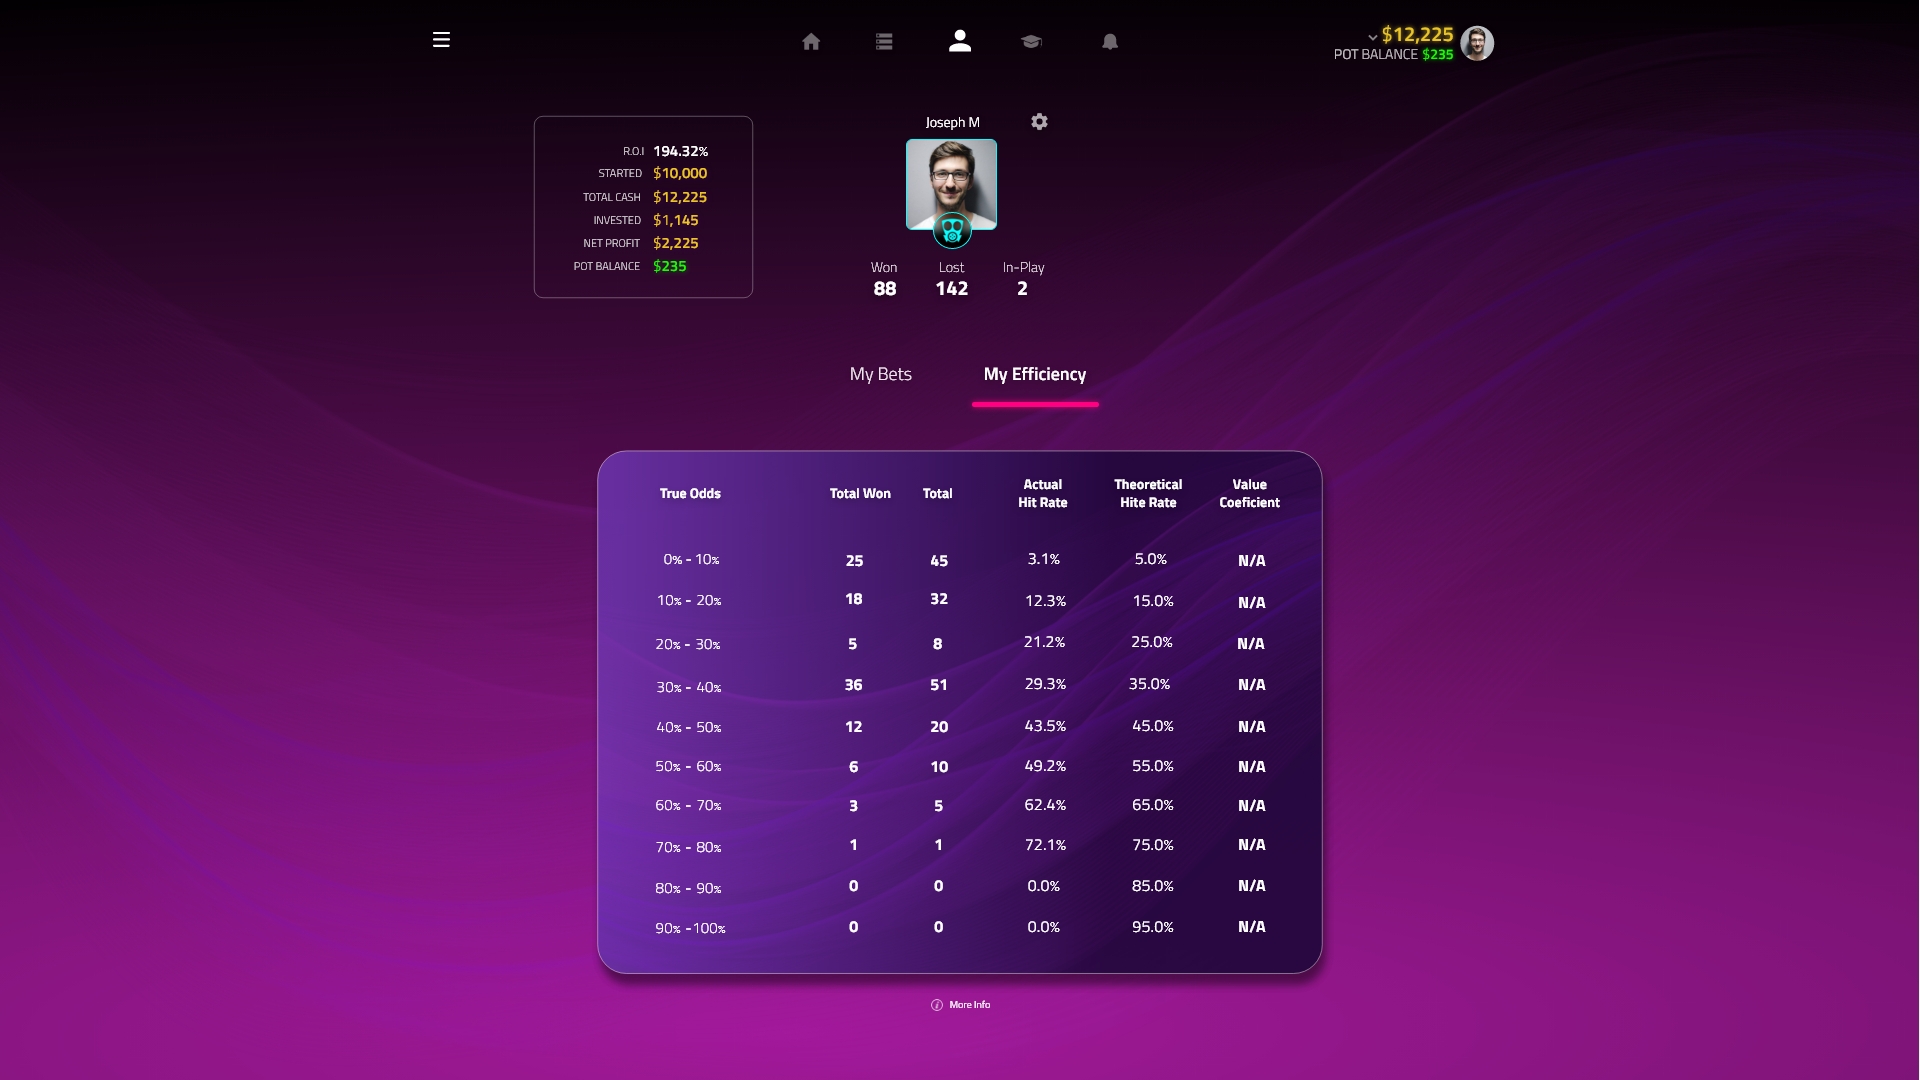 $12,225
POT BALANCE $235
Joseph M
R.O.I 194.32%
STARTED $10,000
TOTAL CASH $12,225
INVESTED $1,145
NET PROFIT $2,225
POT BALANCE $235
Won Lost In-Play
88 142 2
My Bets My Efficiency
True Odds Total Won Total Actual Hit Rate Theoretical Hite Rate Value Coeficient
0% - 10% 25 45 3.1% 5.0% N/A
10% - 20% 18 32 12.3% 15.0% N/A
20% - 30% 5 8 21.2% 25.0% N/A
30% - 40% 36 51 29.3% 35.0% N/A
40% - 50% 12 20 43.5% 45.0% N/A
50% - 60% 6 10 49.2% 55.0% N/A
60% - 70% 3 5 62.4% 65.0% N/A
70% - 80% 1 1 72.1% 75.0% N/A
80% - 90% 0 0 0.0% 85.0% N/A
90% -100% 0 0 0.0% 95.0% N/A
More Info